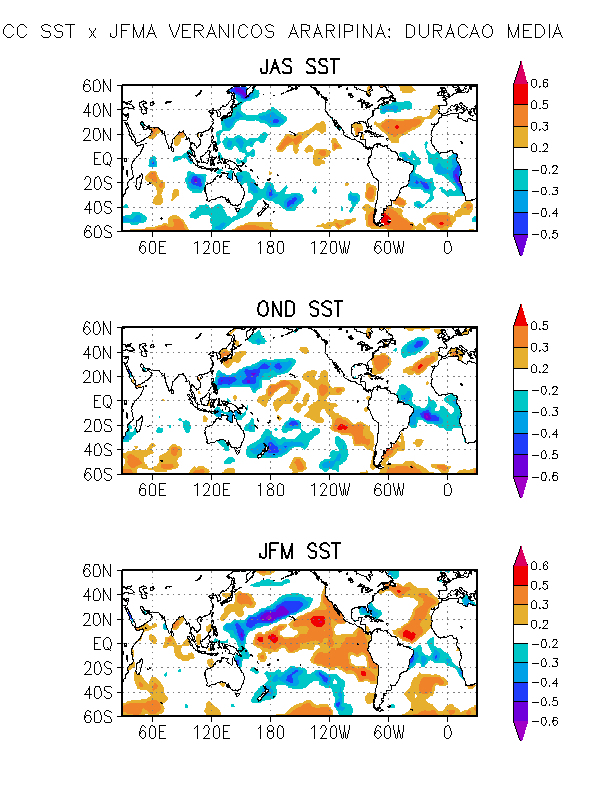 CC SST x JFMA VERANICOS ARARIPINA: DURACAO MEDIA
JAS SST
60N
40N
20N
EQ
20S
40S
60S
60E 120E 180 120W 60W 0
0.6
0.5
0.3
0.2
-0.2
-0.3
-0.4
-0.5
OND SST
60N
40N
20N
EQ
20S
40S
60S
60E 120E 180 120W 60W 0
0.5
0.3
0.2
-0.2
-0.3
-0.4
-0.5
-0.6
JFM SST
60N
40N
20N
EQ
20S
40S
60S
60E 120E 180 120W 60W 0
0.6
0.5
0.3
0.2
-0.2
-0.3
-0.4
-0.5
-0.6